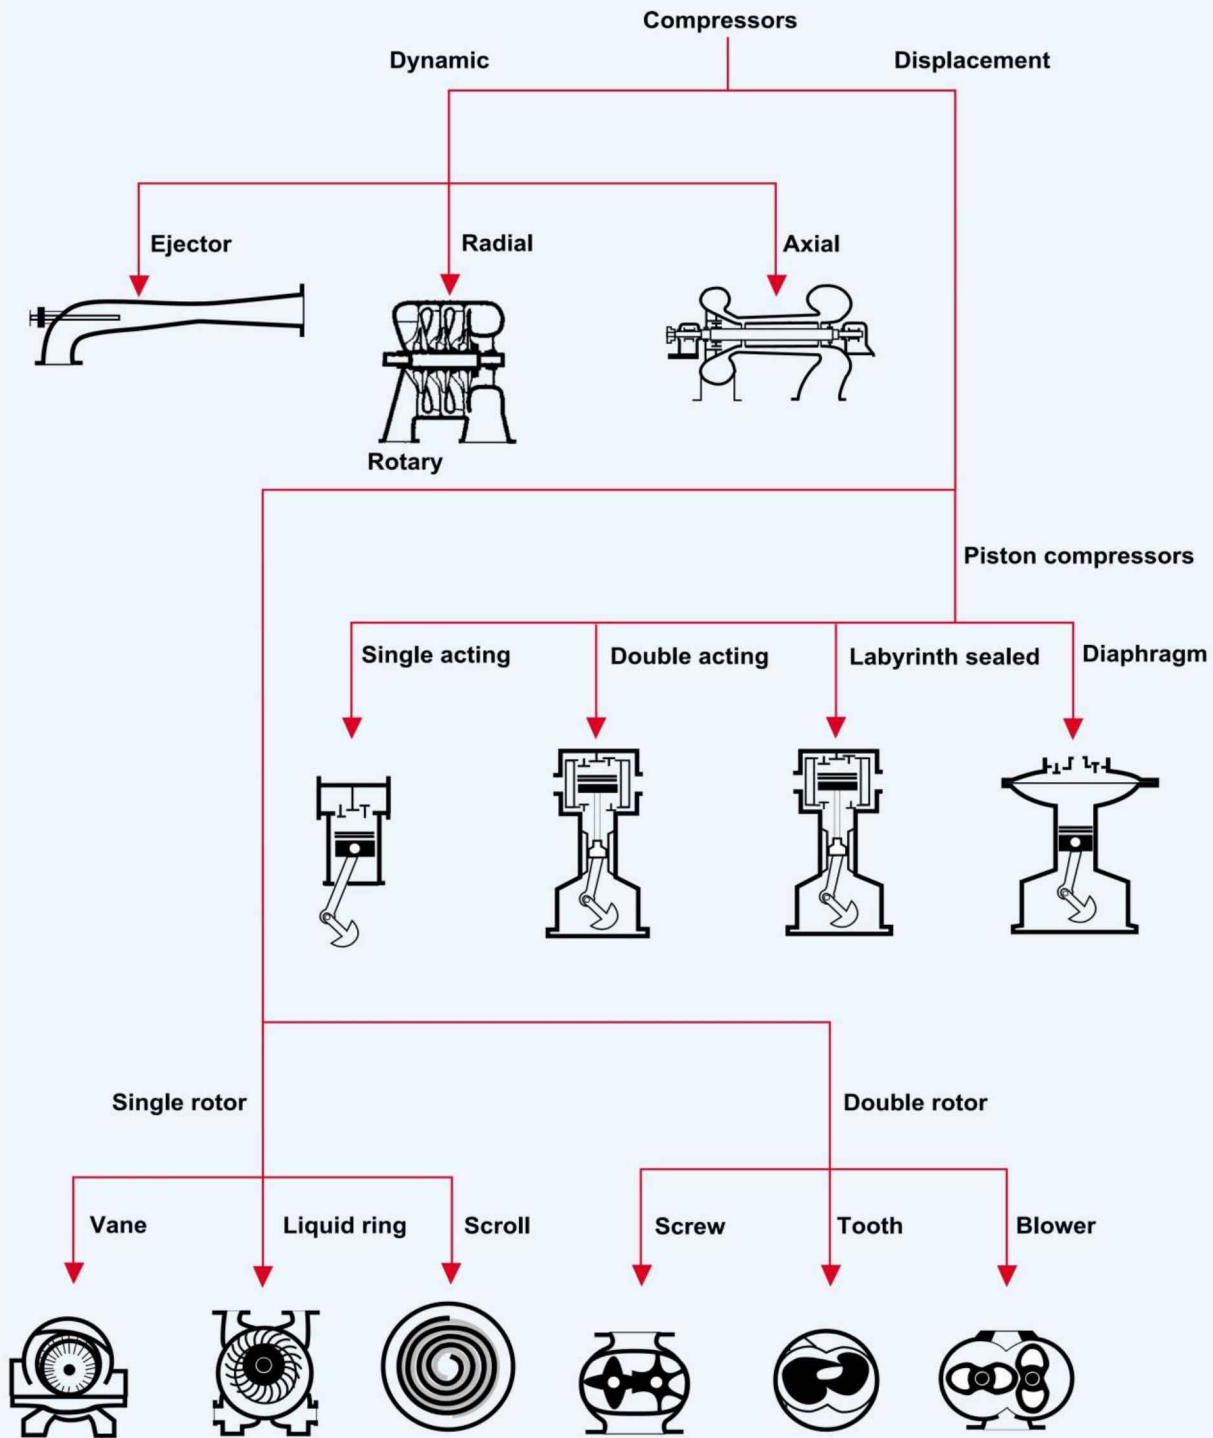 Compressors
Dynamic
Displacement
Ejector
Radial
Axial
Rotary
Piston compressors
Single acting
Double acting
Labyrinth sealed
Diaphragm
Single rotor
Double rotor
Vane
Liquid ring
Scroll
Screw
Tooth
Blower